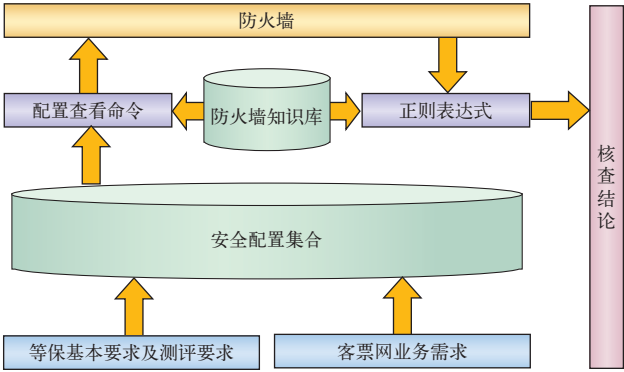 防火墙
配置查看命令
防火墙知识库
正则表达式
核查结论
安全配置集合
等保基本要求及测评要求
客票网业务需求